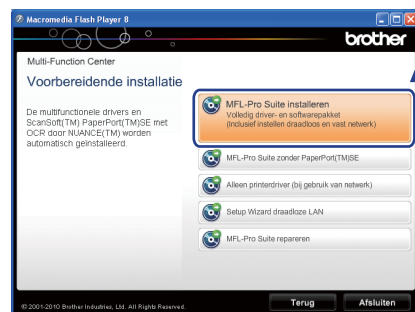 Macromedia Flash Player 8
brother
Multi-Function Center
Voorbereidende installatie
De multifunctionele drivers en
ScanSoft(TM) PaperPort(TM)SE met
OCR door NUANCE(TM) worden
automatisch geïnstalleerd.
MFL-Pro Suite installeren
Volledig driver- en softwarepakket
(Inclusief instellen draadloos en vast netwerk)
MFL-Pro Suite zonder PaperPort(TM)SE
Alleen printerdriver (bij gebruik van netwerk)
Setup Wizard draadloze LAN
MFL-Pro Suite repareren
© 2001-2010 Brother Industries, Ltd. All Rights Reserved.
Terug
Afsluiten